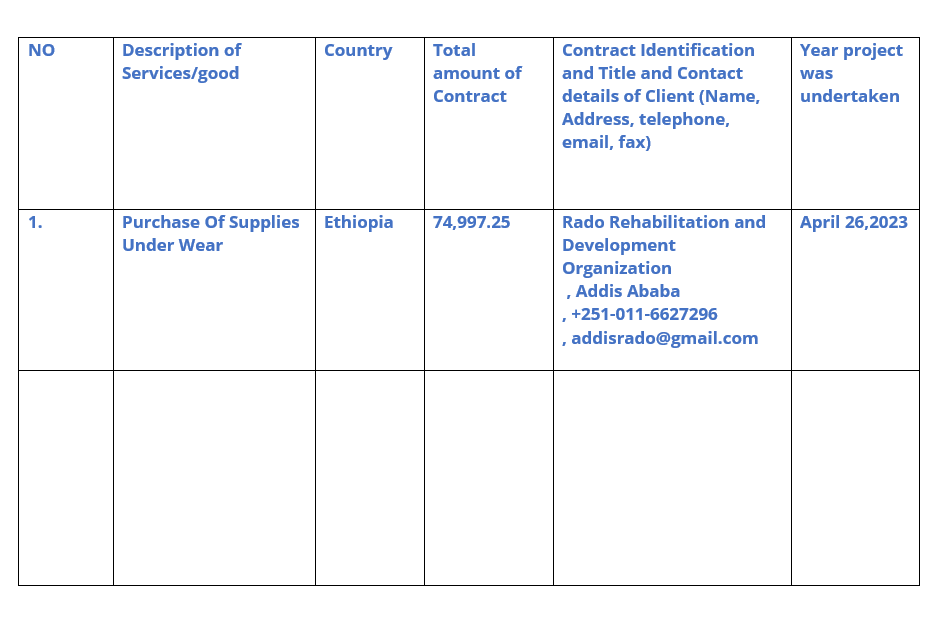 NO
Description of
Services/good
Country
Total
amount of
Contract
Contract Identification
and Title and Contact
details of Client (Name,
Address, telephone,
email, fax)
Year project
was
undertaken
1.
Purchase Of Supplies
Under Wear
Ethiopia
74,997.25
Rado Rehabilitation and
Development
Organization
, Addis Ababa
, +251-011-6627296
, addisrado@gmail.com
April 26,2023